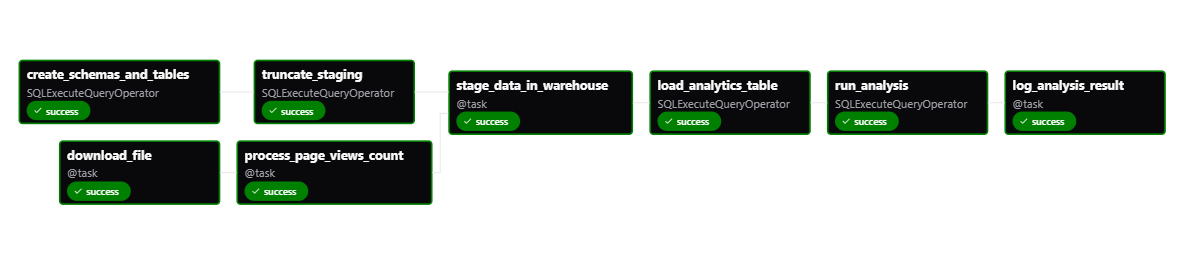 create_schemas_and_tables
SQLExecuteQueryOperator
success
truncate_staging
SQLExecuteQueryOperator
success
stage_data_in_warehouse
@task
success
load_analytics_table
SQLExecuteQueryOperator
success
run_analysis
SQLExecuteQueryOperator
success
log_analysis_result
@task
success
download_file
@task
success
process_page_views_count
@task
success